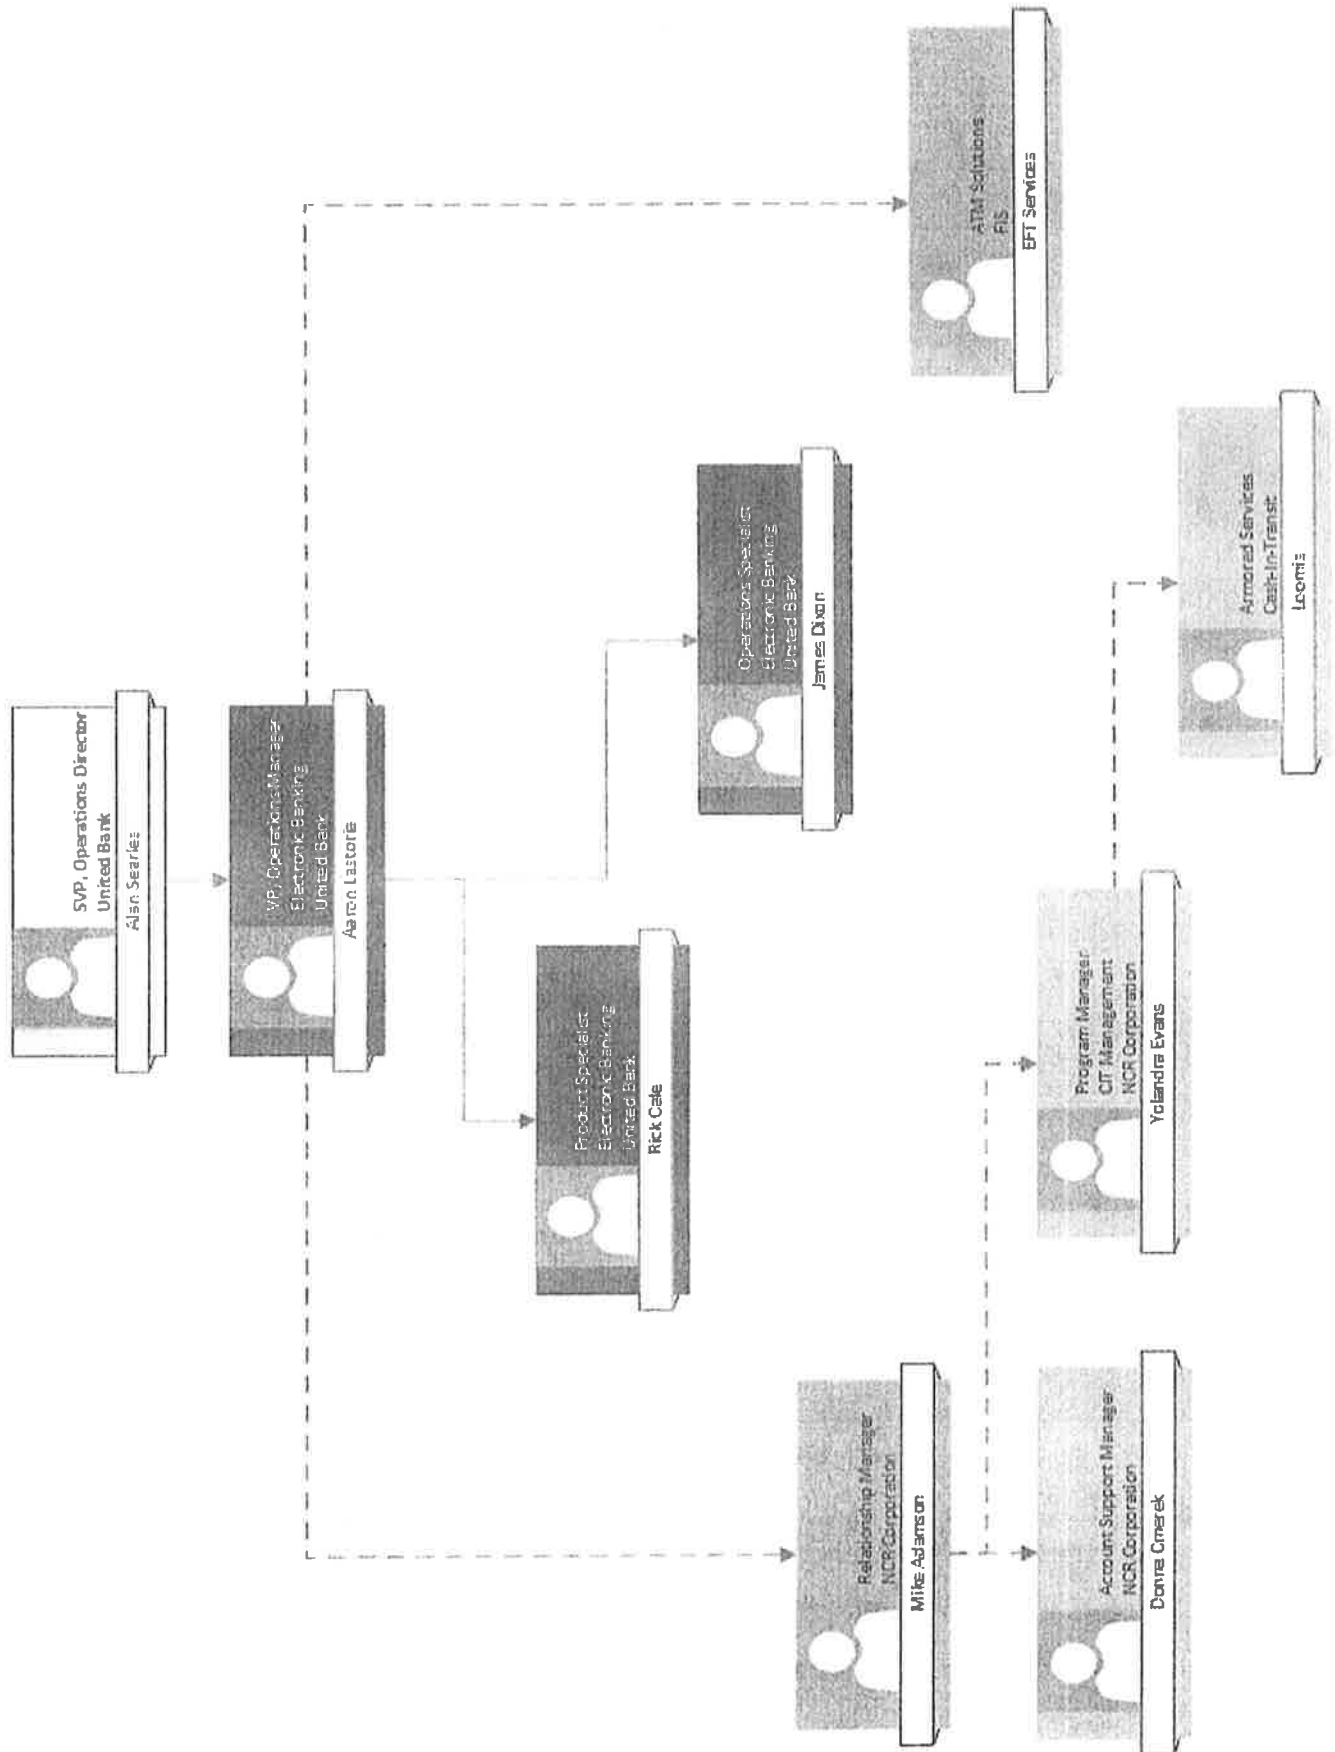 SVP, Operations Director
United Bank
Alan Searles
VP, Operations Manager
Electronic Banking
United Bank
Aaron Lastoria
Product Specialist
Electronic Banking
United Bank
Rick Cale
Operations Specialist
Electronic Banking
United Bank
James Dixon
Relationship Manager
NCR Corporation
Mike Adamson
ATM Solutions
FIS
EFT Services
Account Support Manager
NCR Corporation
Donna
Program Manager
CIT Management
NCR Corporation
Yolandra Evans
Armored Services
Cash-In-Transit
Loomis